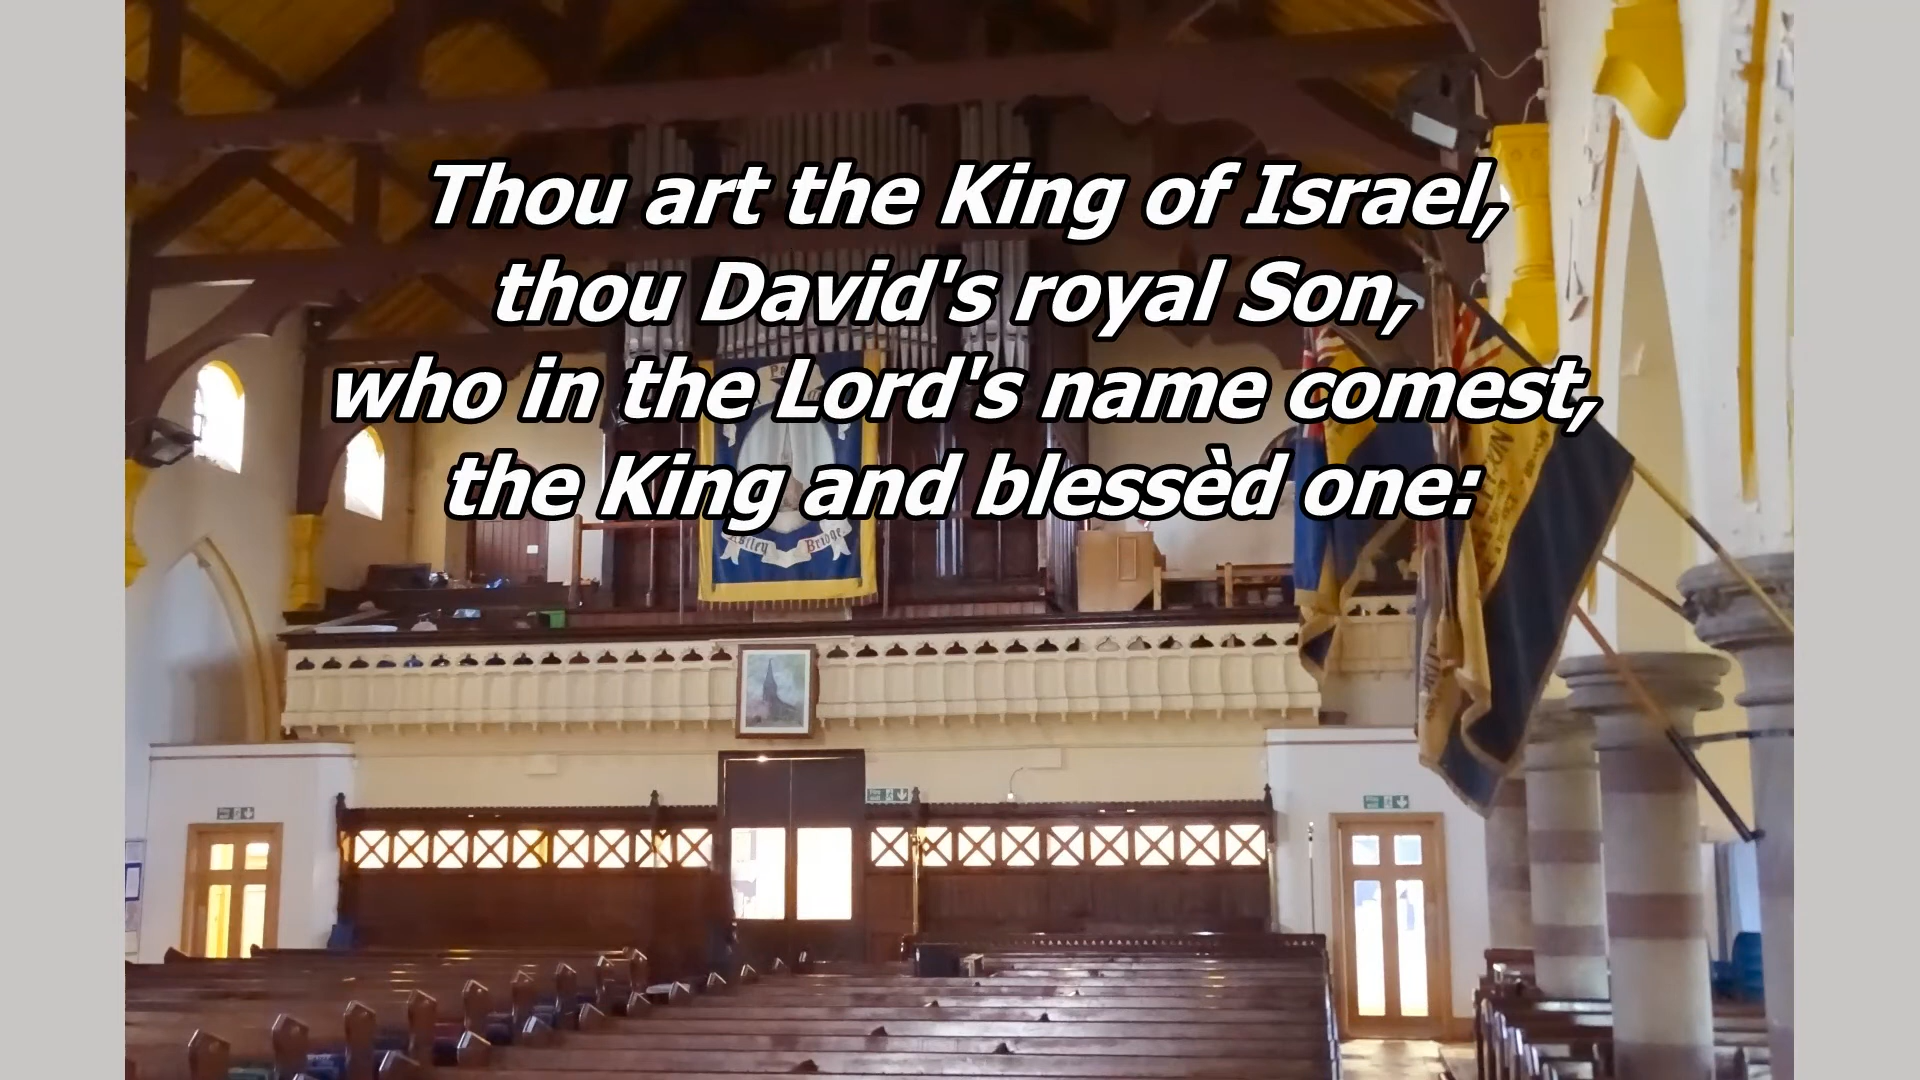 Thou art the King of Israel,
thou David's royal Son,
who in the Lord's name comest,
the King and blessèd one:
Bridge